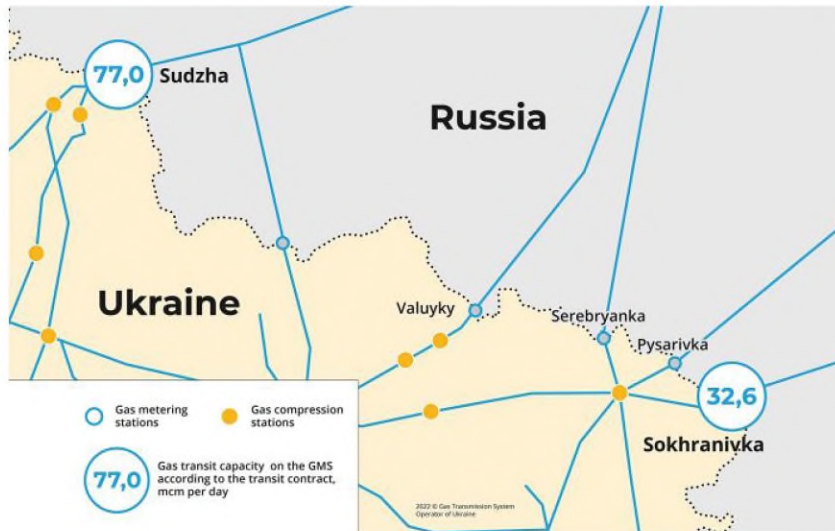 77,0
Sudzha
Russia
Ukraine
Valuyky
Serebryanka
Pysarivka
32,6
Sokhranivka
Gas metering
stations
Gas compression
stations
77,0
Gas transit capacity on the GMS
according to the transit contract,
mcm per day
2022 © Gas Transmission System
Operator of Ukraine